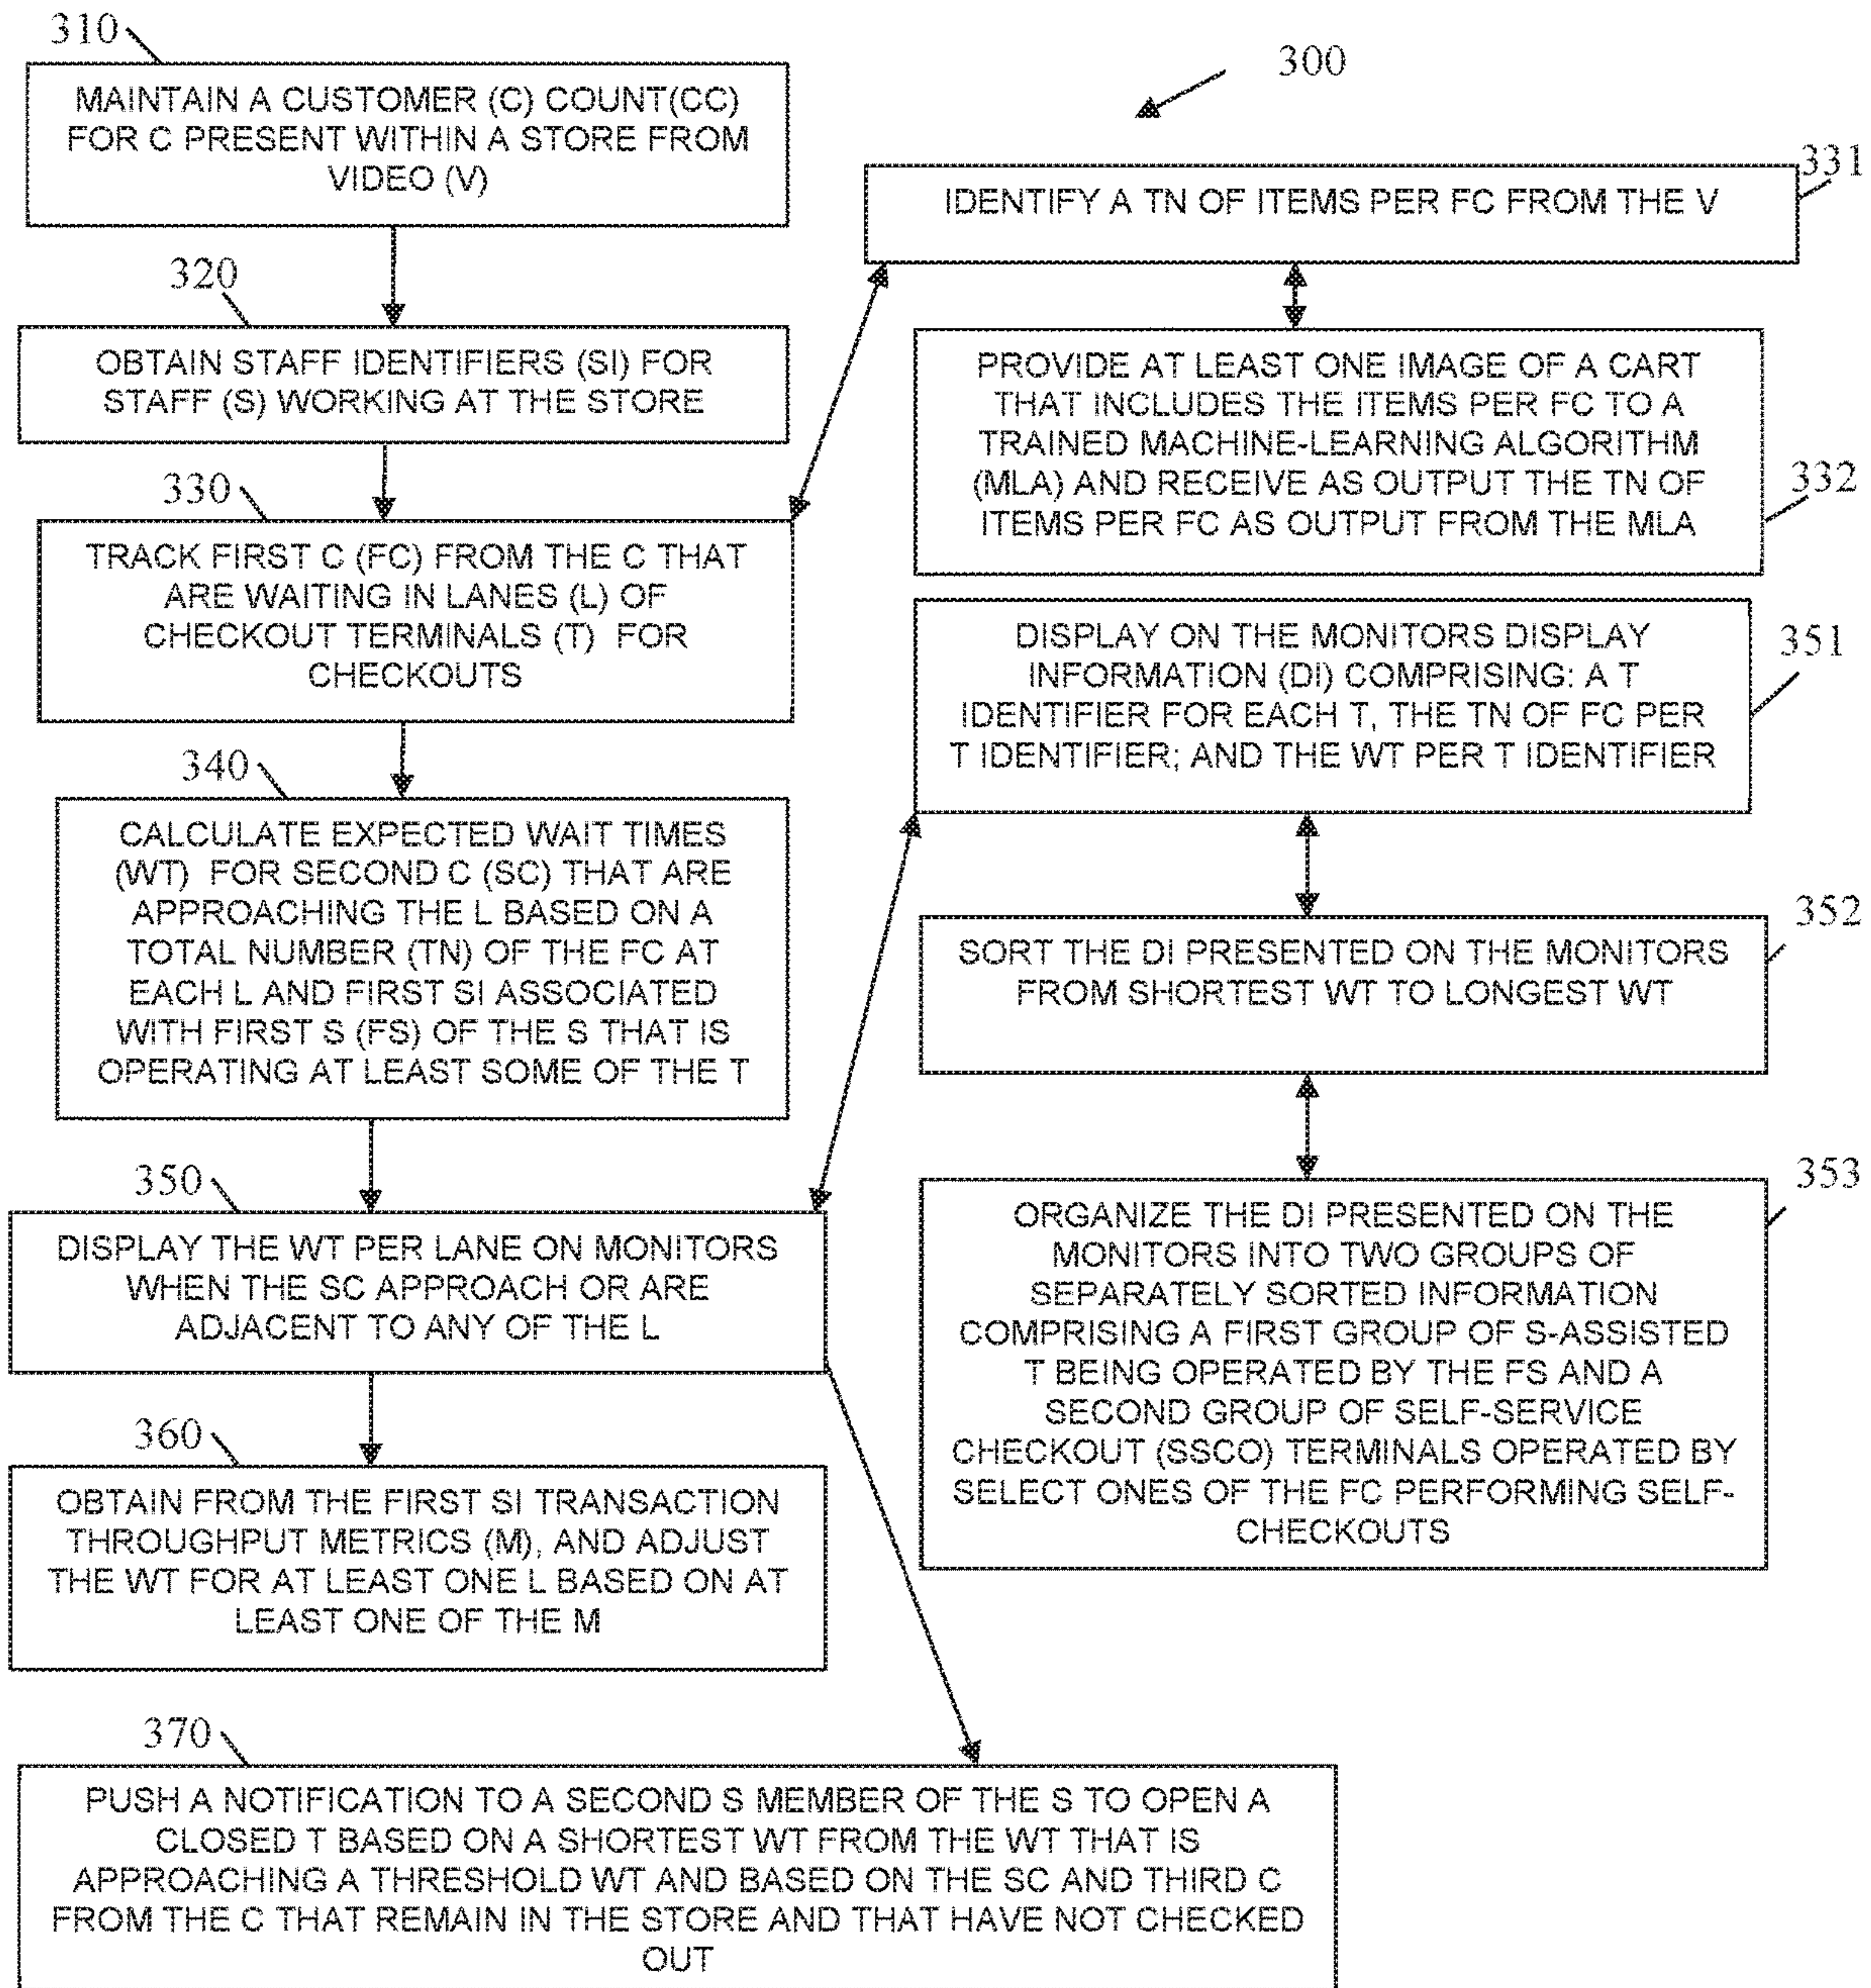 310
MAINTAIN A CUSTOMER (C) COUNT(CC)
FOR C PRESENT WITHIN A STORE FROM
VIDEO (V)
320
OBTAIN STAFF IDENTIFIERS (SI) FOR
STAFF (S) WORKING AT THE STORE
330
TRACK FIRST C (FC) FROM THE C THAT
ARE WAITING IN LANES (L) OF
CHECKOUT TERMINALS (T) FOR
CHECKOUTS
340
CALCULATE EXPECTED WAIT TIMES
(WT) FOR SECOND C (SC) THAT ARE
APPROACHING THE L BASED ON A
TOTAL NUMBER (TN) OF THE FC AT
EACH L AND FIRST SI ASSOCIATED
WITH FIRST S (FS) OF THE S THAT IS
OPERATING AT LEAST SOME OF THE T
350
DISPLAY THE WT PER LANE ON MONITORS
WHEN THE SC APPROACH OR ARE
ADJACENT TO ANY OF THE L
360
OBTAIN FROM THE FIRST SI TRANSACTION
THROUGHPUT METRICS (M), AND ADJUST
THE WT FOR AT LEAST ONE L BASED ON AT
LEAST ONE OF THE M
370
PUSH A NOTIFICATION TO A SECOND S MEMBER OF THE S TO OPEN A
CLOSED T BASED ON A SHORTEST WT FROM THE WT THAT IS
APPROACHING A THRESHOLD WT AND BASED ON THE SC AND THIRD C
FROM THE C THAT REMAIN IN THE STORE AND THAT HAVE NOT CHECKED
OUT
300
331
IDENTIFY A TN OF ITEMS PER FC FROM THE V
PROVIDE AT LEAST ONE IMAGE OF A CART
THAT INCLUDES THE ITEMS PER FC TO A
TRAINED MACHINE-LEARNING ALGORITHM
(MLA) AND RECEIVE AS OUTPUT THE TN OF
ITEMS PER FC AS OUTPUT FROM THE MLA
332
DISPLAY ON THE MONITORS DISPLAY
INFORMATION (DI) COMPRISING: A T
IDENTIFIER FOR EACH T, THE TN OF FC PER
T IDENTIFIER; AND THE WT PER T IDENTIFIER
351
352
SORT THE DI PRESENTED ON THE MONITORS
FROM SHORTEST WT TO LONGEST WT
353
ORGANIZE THE DI PRESENTED ON THE
MONITORS INTO TWO GROUPS OF
SEPARATELY SORTED INFORMATION
COMPRISING A FIRST GROUP OF S-ASSISTED
T BEING OPERATED BY THE FS AND A
SECOND GROUP OF SELF-SERVICE
CHECKOUT (SSCO) TERMINALS OPERATED BY
SELECT ONES OF THE FC PERFORMING SELF-
CHECKOUTS